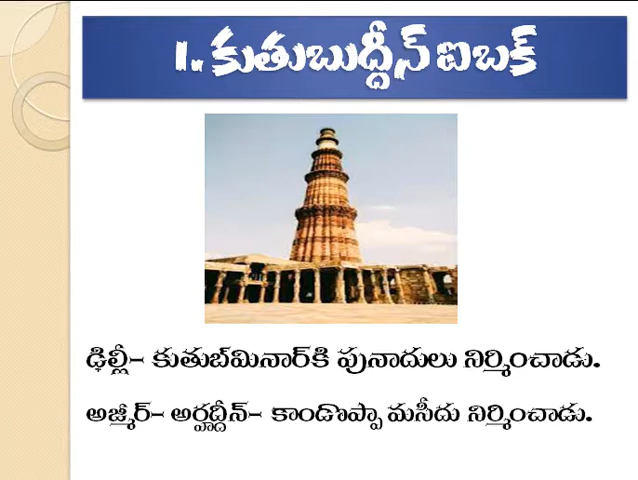 1. కుతుబుద్దీన్ ఐబక్
ఢిల్లీ- కుతుబ్‌మినార్‌కి పునాదులు నిర్మించాడు.
అజ్మీర్- అర్హద్దీన్- కాండొప్పా మసీదు నిర్మించాడు.